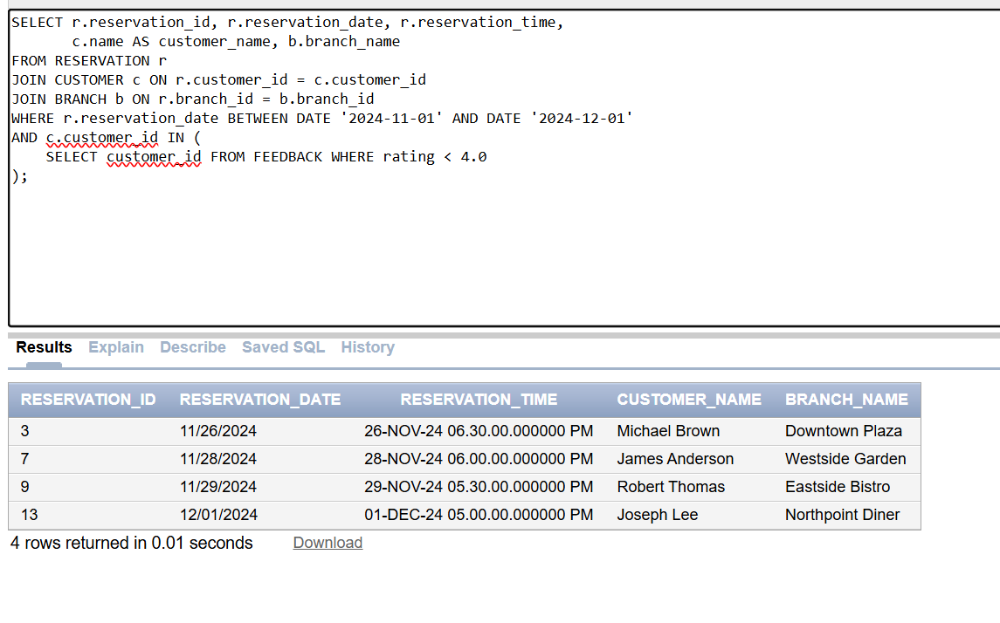 SELECT r.reservation_id, r.reservation_date, r.reservation_time,
       c.name AS customer_name, b.branch_name
FROM RESERVATION r
JOIN CUSTOMER c ON r.customer_id = c.customer_id
JOIN BRANCH b ON r.branch_id = b.branch_id
WHERE r.reservation_date BETWEEN DATE '2024-11-01' AND DATE '2024-12-01'
AND c.customer_id IN (
    SELECT customer_id FROM FEEDBACK WHERE rating < 4.0
);
Results Explain Describe Saved SQL History
RESERVATION_ID RESERVATION_DATE RESERVATION_TIME CUSTOMER_NAME BRANCH_NAME
3 11/26/2024 26-NOV-24 06.30.00.000000 PM Michael Brown Downtown Plaza
7 11/28/2024 28-NOV-24 06.00.00.000000 PM James Anderson Westside Garden
9 11/29/2024 29-NOV-24 05.30.00.000000 PM Robert Thomas Eastside Bistro
13 12/01/2024 01-DEC-24 05.00.00.000000 PM Joseph Lee Northpoint Diner
4 rows returned in 0.01 seconds Download